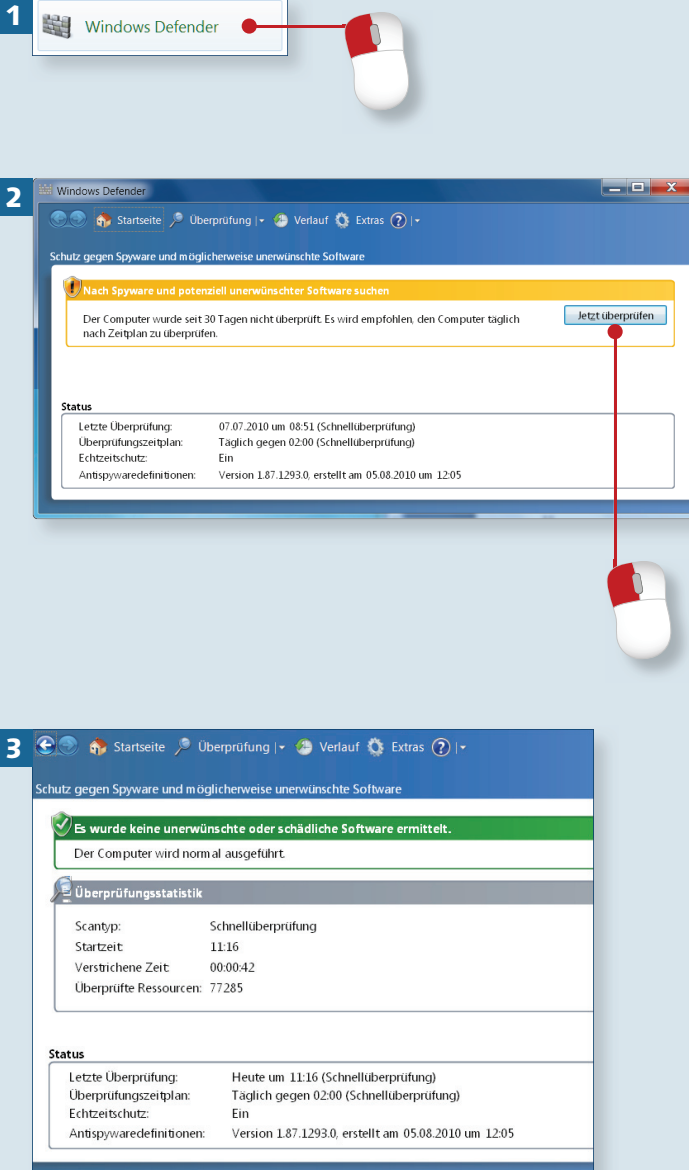 1
Windows Defender
2
Windows Defender
Startseite Überprüfung Verlauf Extras ?
Schutz gegen Spyware und möglicherweise unerwünschte Software
Nach Spyware und potenziell unerwünschter Software suchen
Der Computer wurde seit 30 Tagen nicht überprüft. Es wird empfohlen, den Computer täglich
nach Zeitplan zu überprüfen.
Jetzt überprüfen
Status
Letzte Überprüfung: 07.07.2010 um 08:51 (Schnellüberprüfung)
Überprüfungszeitplan: Täglich gegen 02:00 (Schnellüberprüfung)
Echtzeitschutz: Ein
Antispywaredefinitionen: Version 1.87.1293.0, erstellt am 05.08.2010 um 12:05
3
Startseite Überprüfung Verlauf Extras ?
Schutz gegen Spyware und möglicherweise unerwünschte Software
Es wurde keine unerwünschte oder schädliche Software ermittelt.
Der Computer wird normal ausgeführt.
Überprüfungsstatistik
Scantyp: Schnellüberprüfung
Startzeit: 11:16
Verstrichene Zeit: 00:00:42
Überprüfte Ressourcen: 77285
Status
Letzte Überprüfung: Heute um 11:16 (Schnellüberprüfung)
Überprüfungszeitplan: Täglich gegen 02:00 (Schnellüberprüfung)
Echtzeitschutz: Ein
Antispywaredefinitionen: Version 1.87.1293.0, erstellt am 05.08.2010 um 12:05